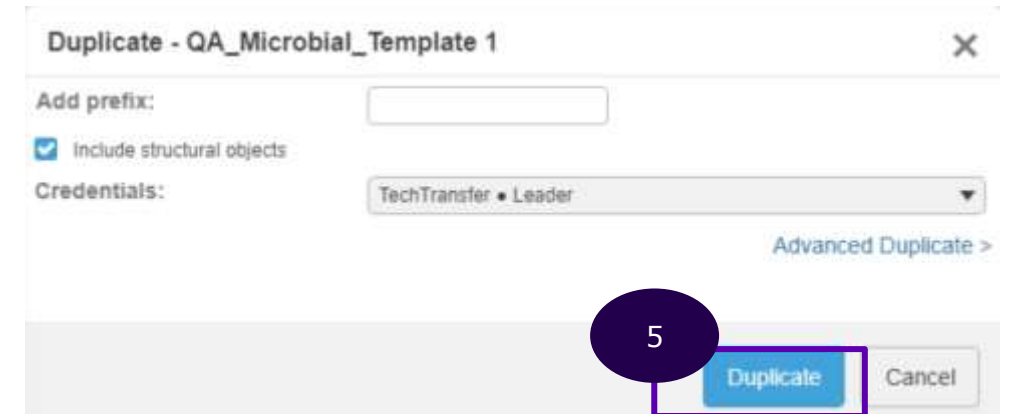 Duplicate - QA_Microbial_Template 1
Add prefix:
Include structural objects
Credentials:
TechTransfer • Leader
Advanced Duplicate >
5
Duplicate
Cancel